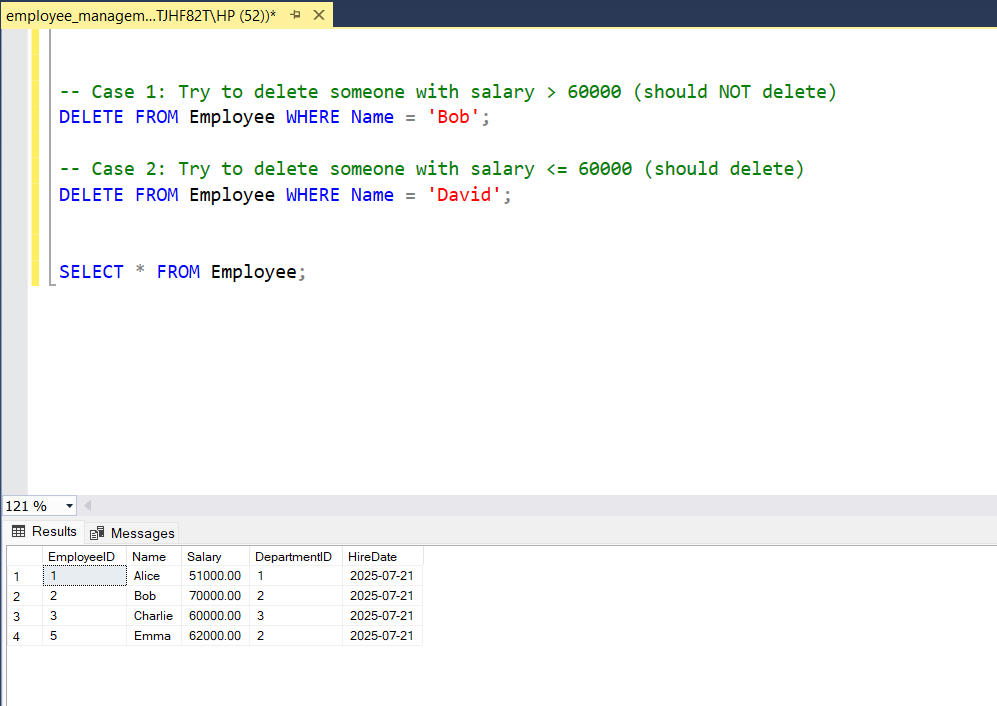 employee_managem...TJHF82T\HP (52))*
-- Case 1: Try to delete someone with salary > 60000 (should NOT delete)
DELETE FROM Employee WHERE Name = 'Bob';
-- Case 2: Try to delete someone with salary <= 60000 (should delete)
DELETE FROM Employee WHERE Name = 'David';
SELECT * FROM Employee;
121 %
Results Messages
EmployeeID Name Salary DepartmentID HireDate
1 1 Alice 51000.00 1 2025-07-21
2 2 Bob 70000.00 2 2025-07-21
3 3 Charlie 60000.00 3 2025-07-21
4 5 Emma 62000.00 2 2025-07-21